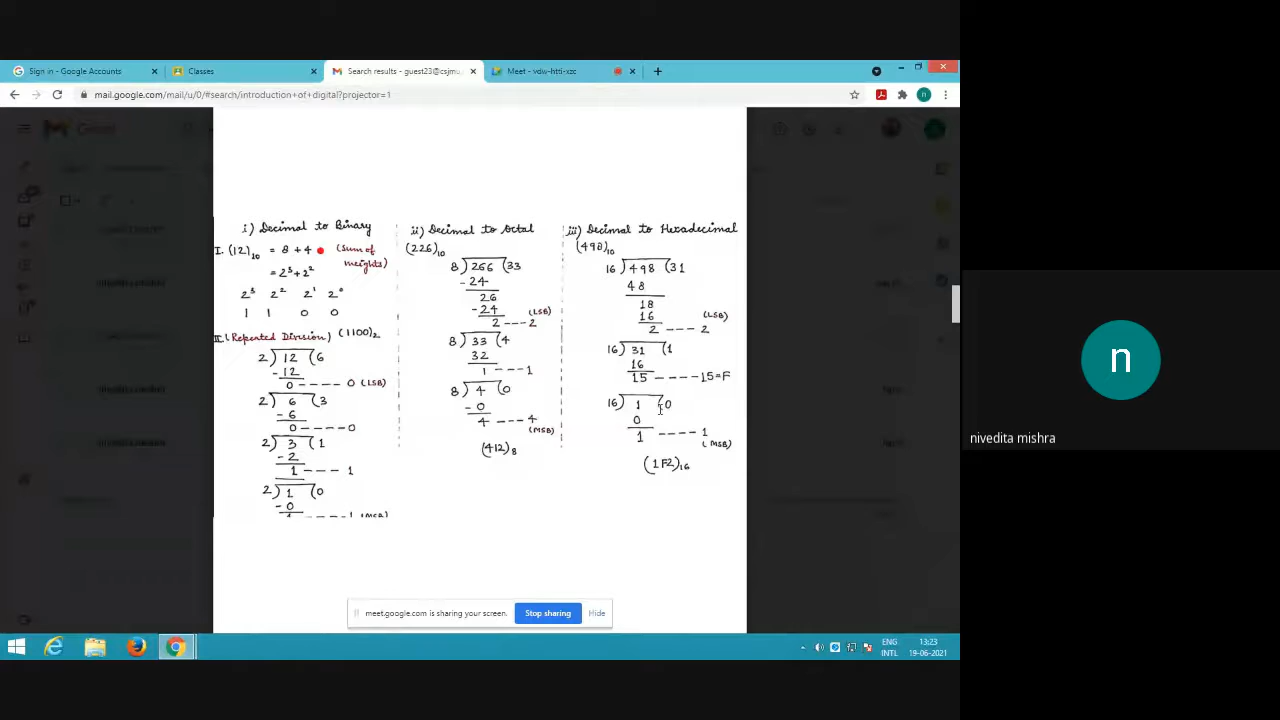 Sign in - Google Accounts
Classes
Search results - guest23@csjmu
Meet - vdw-htti-xzc
mail.google.com/mail/u/0/#search/introduction+of+digital?projector=1
n
Gmail
i) Decimal to Binary
I. (12)10 = 8 + 4 (Sum of weights)
= 2³ + 2²
2³ 2² 2¹ 2⁰
1 1 0 0
II. (Repeated Division) (1100)2
2) 12 (6
-12
0 ---- 0 (LSB)
2) 6 (3
-6
0 ---- 0
2) 3 (1
-2
1 ---- 1
2) 1 (0
-0
1 ---- 1 (MSB)
ii) Decimal to Octal
(226)10
8) 266 (33
-24
26
-24 (LSB)
2 --- 2
8) 33 (4
32
1 ---- 1
8) 4 (0
-0
4 --- 4
(MSB)
(412)8
iii) Decimal to Hexadecimal
(498)10
16) 498 (31
48
18
16 (LSB)
2 --- 2
16) 31 (1
16
15 ---- 15=F
16) 1 (0
0
1 ---- 1
(MSB)
(1F2)16
meet.google.com is sharing your screen.
Stop sharing
Hide
ENG
INTL
13:23
19-06-2021
n
nivedita mishra